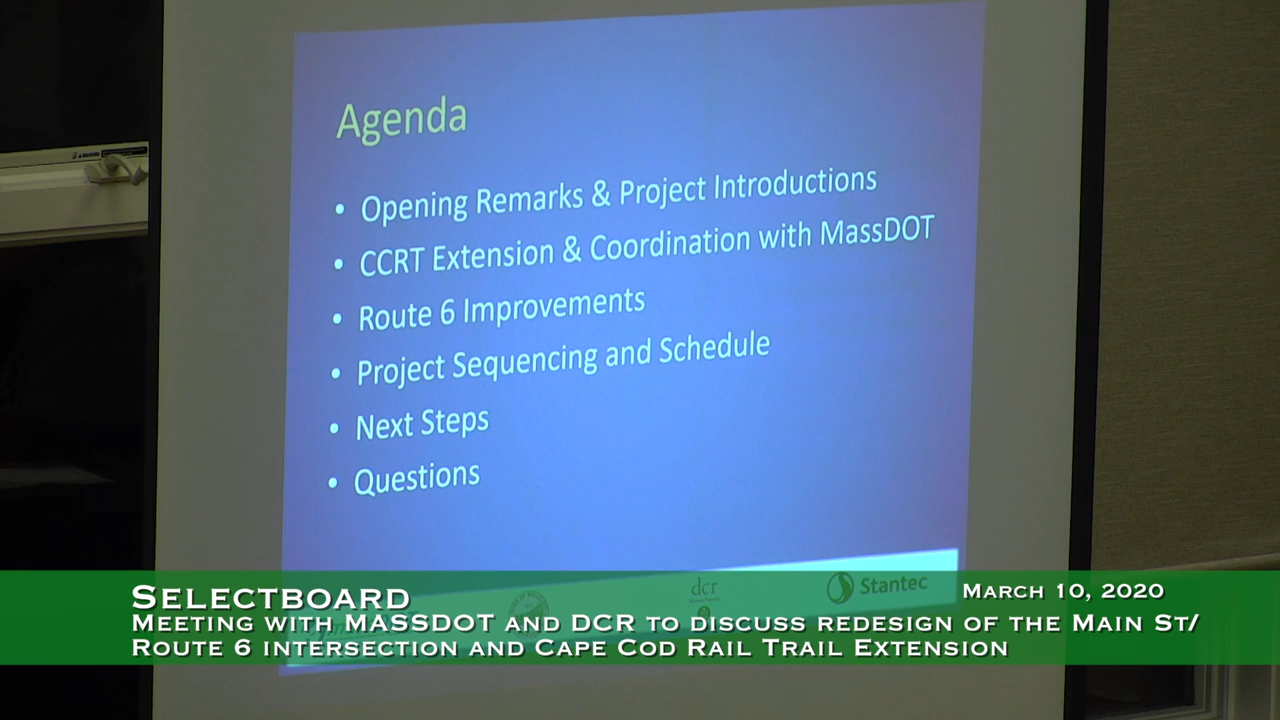 Agenda
• Opening Remarks & Project Introductions
• CCRT Extension & Coordination with MassDOT
• Route 6 Improvements
• Project Sequencing and Schedule
• Next Steps
• Questions
dcr
Stantec
Selectboard
March 10, 2020
Meeting with MASSDOT and DCR to discuss redesign of the Main St/
Route 6 intersection and Cape Cod Rail Trail Extension